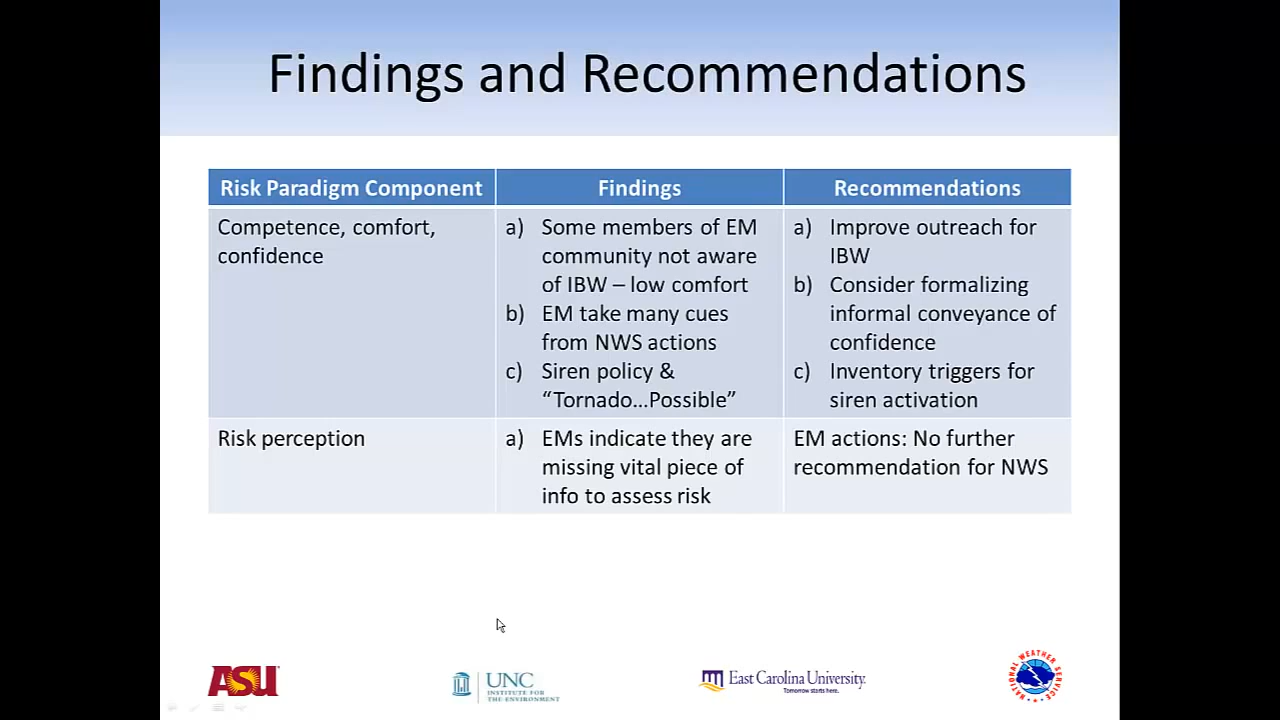 Findings and Recommendations
Risk Paradigm Component
Findings
Recommendations
Competence, comfort,
confidence
a) Some members of EM
community not aware
of IBW – low comfort
b) EM take many cues
from NWS actions
c) Siren policy &
“Tornado…Possible”
a) Improve outreach for
IBW
b) Consider formalizing
informal conveyance of
confidence
c) Inventory triggers for
siren activation
Risk perception
a) EMs indicate they are
missing vital piece of
info to assess risk
EM actions: No further
recommendation for NWS
ASU
UNC
INSTITUTE FOR
THE ENVIRONMENT
East Carolina University.
Tomorrow starts here.
NATIONAL WEATHER SERVICE